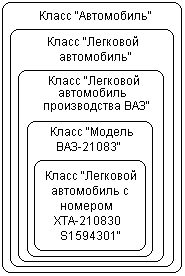 Класс "Автомобиль"
Класс "Легковой
автомобиль"
Класс "Легковой
автомобиль
производства ВАЗ"
Класс "Модель
ВАЗ-21083"
Класс "Легковой
автомобиль с
номером
ХТА-210830
S1594301"